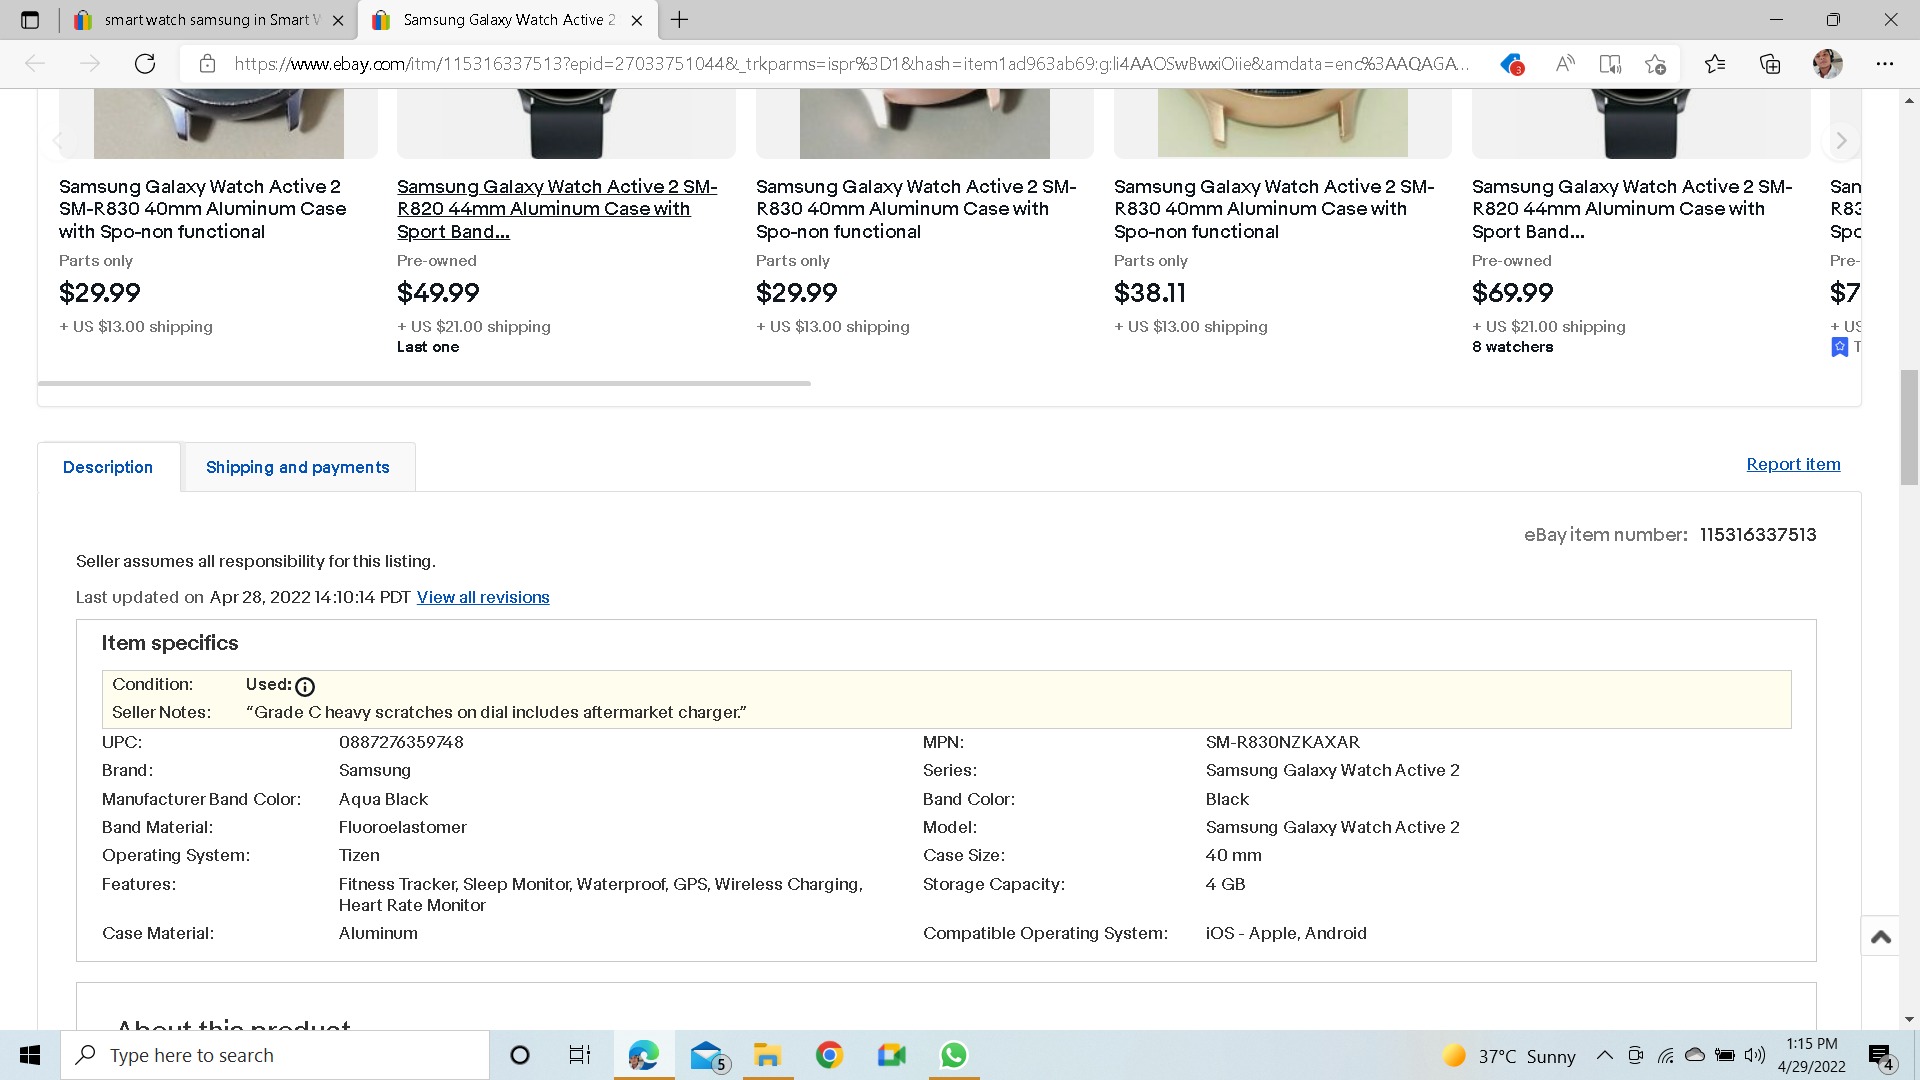 smart watch samsung in Smart W
Samsung Galaxy Watch Active 2
https://www.ebay.com/itm/115316337513?epid=27033751044&_trkparms=ispr%3D1&hash=item1ad963ab69:g:li4AAOSwBwxiOiie&amdata=enc%3AAQAGA...
3
Samsung Galaxy Watch Active 2
SM-R830 40mm Aluminum Case
with Spo-non functional
Parts only
$29.99
+ US $13.00 shipping
Samsung Galaxy Watch Active 2 SM-
R820 44mm Aluminum Case with
Sport Band...
Pre-owned
$49.99
+ US $21.00 shipping
Last one
Samsung Galaxy Watch Active 2 SM-
R830 40mm Aluminum Case with
Spo-non functional
Parts only
$29.99
+ US $13.00 shipping
Samsung Galaxy Watch Active 2 SM-
R830 40mm Aluminum Case with
Spo-non functional
Parts only
$38.11
+ US $13.00 shipping
Samsung Galaxy Watch Active 2 SM-
R820 44mm Aluminum Case with
Sport Band...
Pre-owned
$69.99
+ US $21.00 shipping
8 watchers
Sam
R83
Spo
Pre-
$7
+ US
T
Description
Shipping and payments
Report item
eBay item number: 115316337513
Seller assumes all responsibility for this listing.
Last updated on Apr 28, 2022 14:10:14 PDT View all revisions
Item specifics
Condition: Used:
Seller Notes: “Grade C heavy scratches on dial includes aftermarket charger.”
UPC: 0887276359748 MPN: SM-R830NZKAXAR
Brand: Samsung Series: Samsung Galaxy Watch Active 2
Manufacturer Band Color: Aqua Black Band Color: Black
Band Material: Fluoroelastomer Model: Samsung Galaxy Watch Active 2
Operating System: Tizen Case Size: 40 mm
Features: Fitness Tracker, Sleep Monitor, Waterproof, GPS, Wireless Charging, Storage Capacity: 4 GB
Heart Rate Monitor
Case Material: Aluminum Compatible Operating System: iOS - Apple, Android
About this product
Type here to search
5
37°C Sunny
1:15 PM
4/29/2022
4